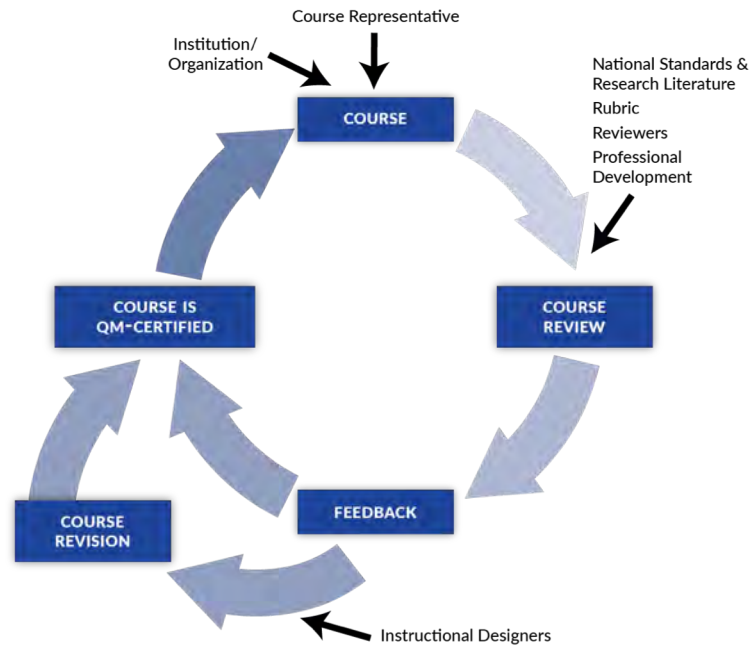 Course Representative
Institution/
Organization
COURSE
National Standards &
Research Literature
Rubric
Reviewers
Professional
Development
COURSE IS
QM-CERTIFIED
COURSE
REVIEW
FEEDBACK
COURSE
REVISION
Instructional Designers